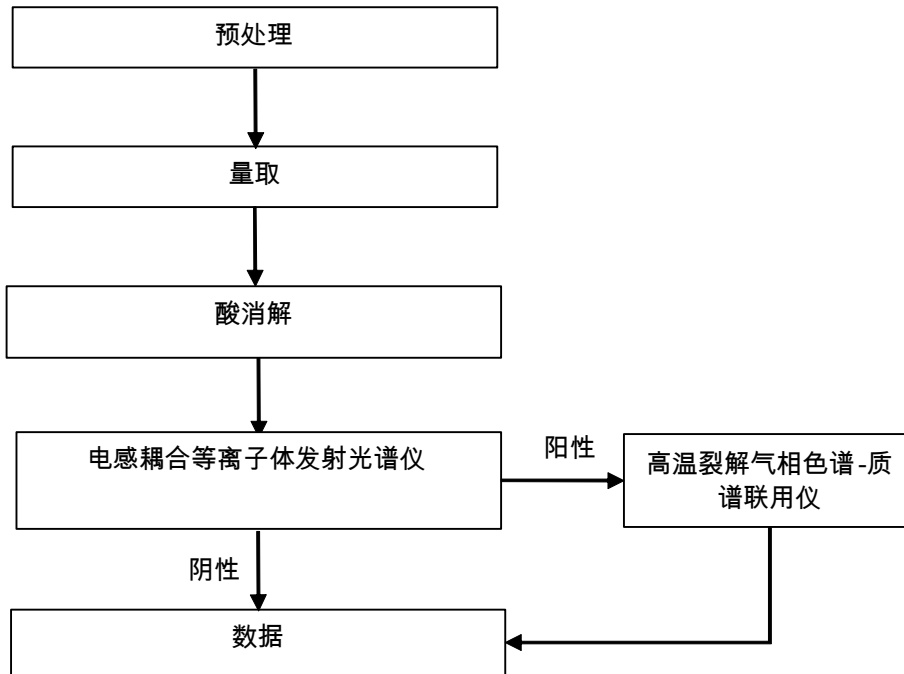 预处理
量取
酸消解
电感耦合等离子体发射光谱仪
阳性
高温裂解气相色谱-质
谱联用仪
阴性
数据